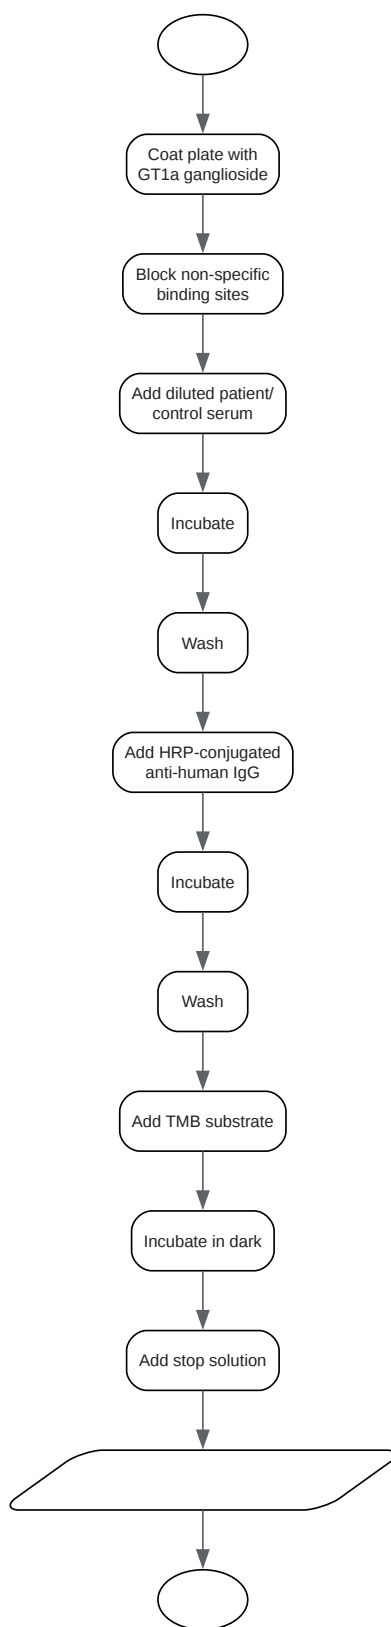 Coat plate with
GT1a ganglioside
Block non-specific
binding sites
Add diluted patient/
control serum
Incubate
Wash
Add HRP-conjugated
anti-human IgG
Incubate
Wash
Add TMB substrate
Incubate in dark
Add stop solution